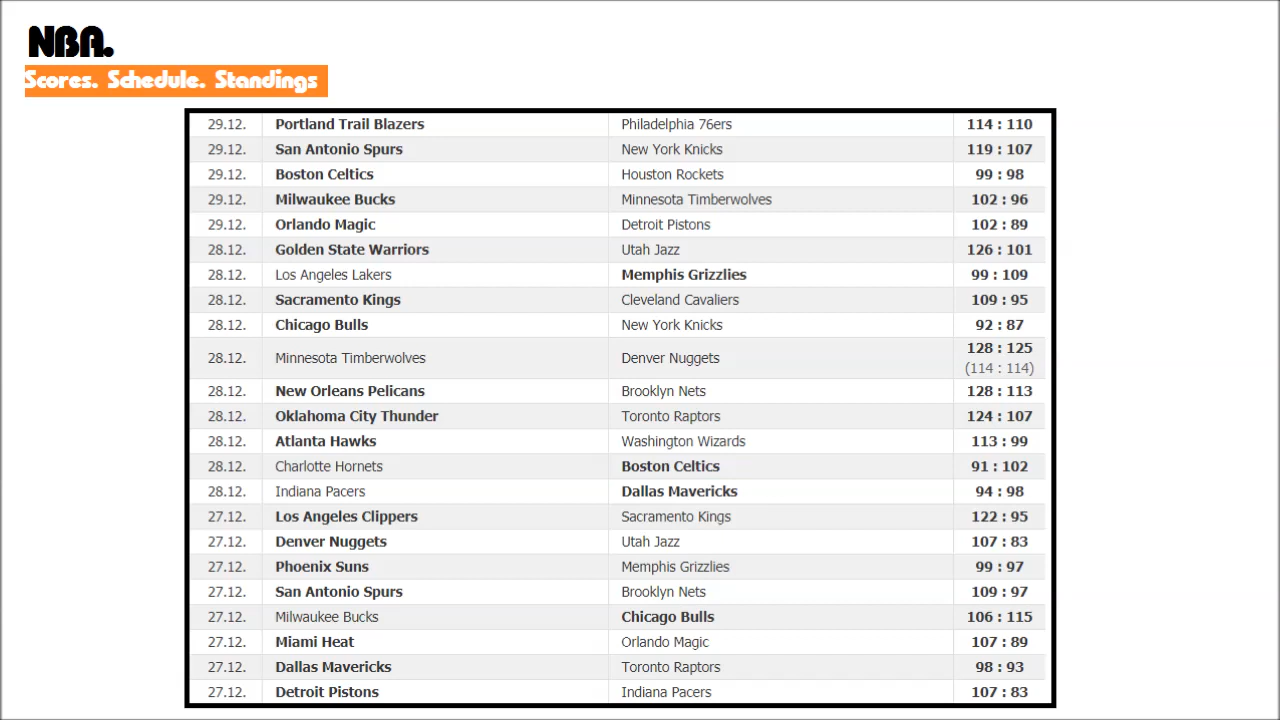 NBA.
Scores. Schedule. Standings
29.12. Portland Trail Blazers Philadelphia 76ers 114 : 110
29.12. San Antonio Spurs New York Knicks 119 : 107
29.12. Boston Celtics Houston Rockets 99 : 98
29.12. Milwaukee Bucks Minnesota Timberwolves 102 : 96
29.12. Orlando Magic Detroit Pistons 102 : 89
28.12. Golden State Warriors Utah Jazz 126 : 101
28.12. Los Angeles Lakers Memphis Grizzlies 99 : 109
28.12. Sacramento Kings Cleveland Cavaliers 109 : 95
28.12. Chicago Bulls New York Knicks 92 : 87
28.12. Minnesota Timberwolves Denver Nuggets 128 : 125
(114 : 114)
28.12. New Orleans Pelicans Brooklyn Nets 128 : 113
28.12. Oklahoma City Thunder Toronto Raptors 124 : 107
28.12. Atlanta Hawks Washington Wizards 113 : 99
28.12. Charlotte Hornets Boston Celtics 91 : 102
28.12. Indiana Pacers Dallas Mavericks 94 : 98
27.12. Los Angeles Clippers Sacramento Kings 122 : 95
27.12. Denver Nuggets Utah Jazz 107 : 83
27.12. Phoenix Suns Memphis Grizzlies 99 : 97
27.12. San Antonio Spurs Brooklyn Nets 109 : 97
27.12. Milwaukee Bucks Chicago Bulls 106 : 115
27.12. Miami Heat Orlando Magic 107 : 89
27.12. Dallas Mavericks Toronto Raptors 98 : 93
27.12. Detroit Pistons Indiana Pacers 107 : 83